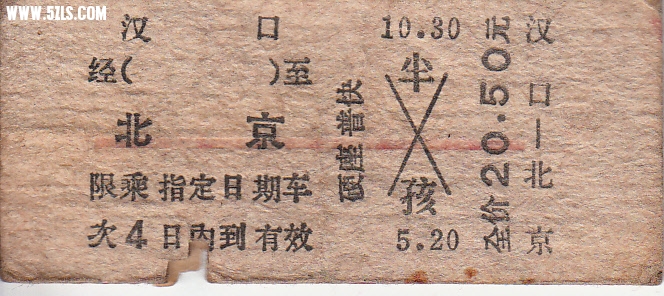 WWW.5ZLS.COM
汉 口
经( )至
北 京
限乘指定日期车
次4日内到有效
硬座普快
10.30
半
孩
5.20
全价20.50元
汉口—北京